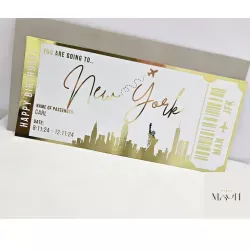 YOU ARE GOING TO..
New York
HAPPY BIRTHDAY
NAME OF PASSENGER:
CARL
DATE:
8:11:24 - 12:11:24
MAN
JFK